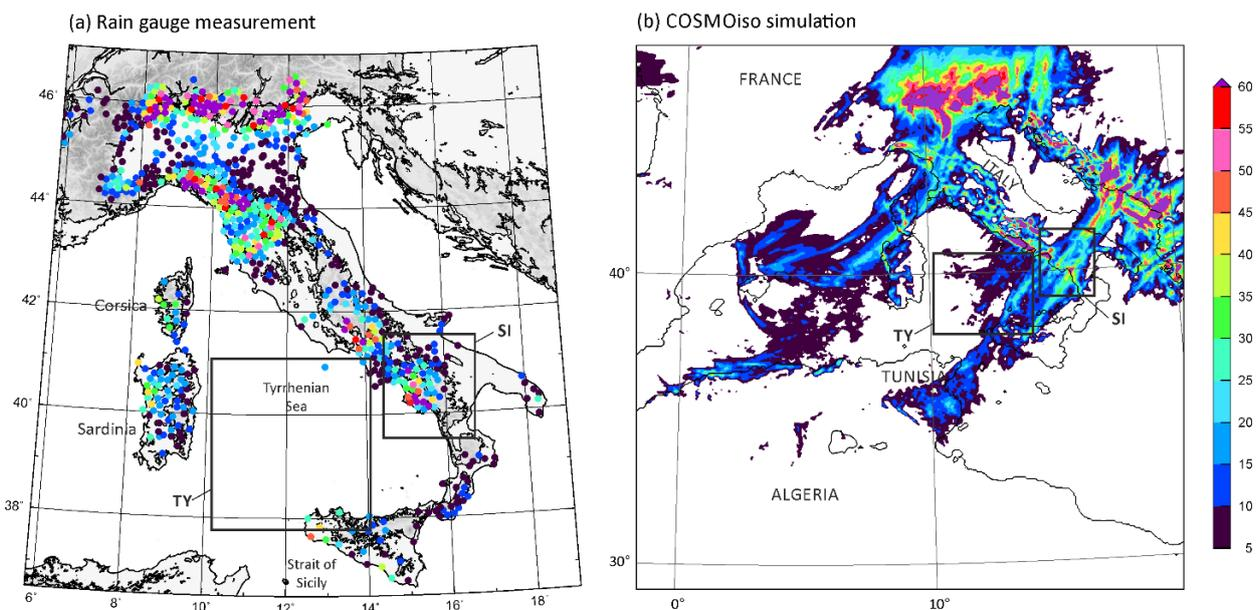 (a) Rain gauge measurement
46°
44°
42°
40°
38°
6°
8°
10°
12°
14°
16°
18°
Corsica
Sardinia
Tyrrhenian
Sea
SI
TY
Strait of
Sicily
(b) COSMOiso simulation
FRANCE
ITALY
40°
TY
SI
TUNISIA
ALGERIA
30°
0°
10°
60
55
50
45
40
35
30
25
20
15
10
5